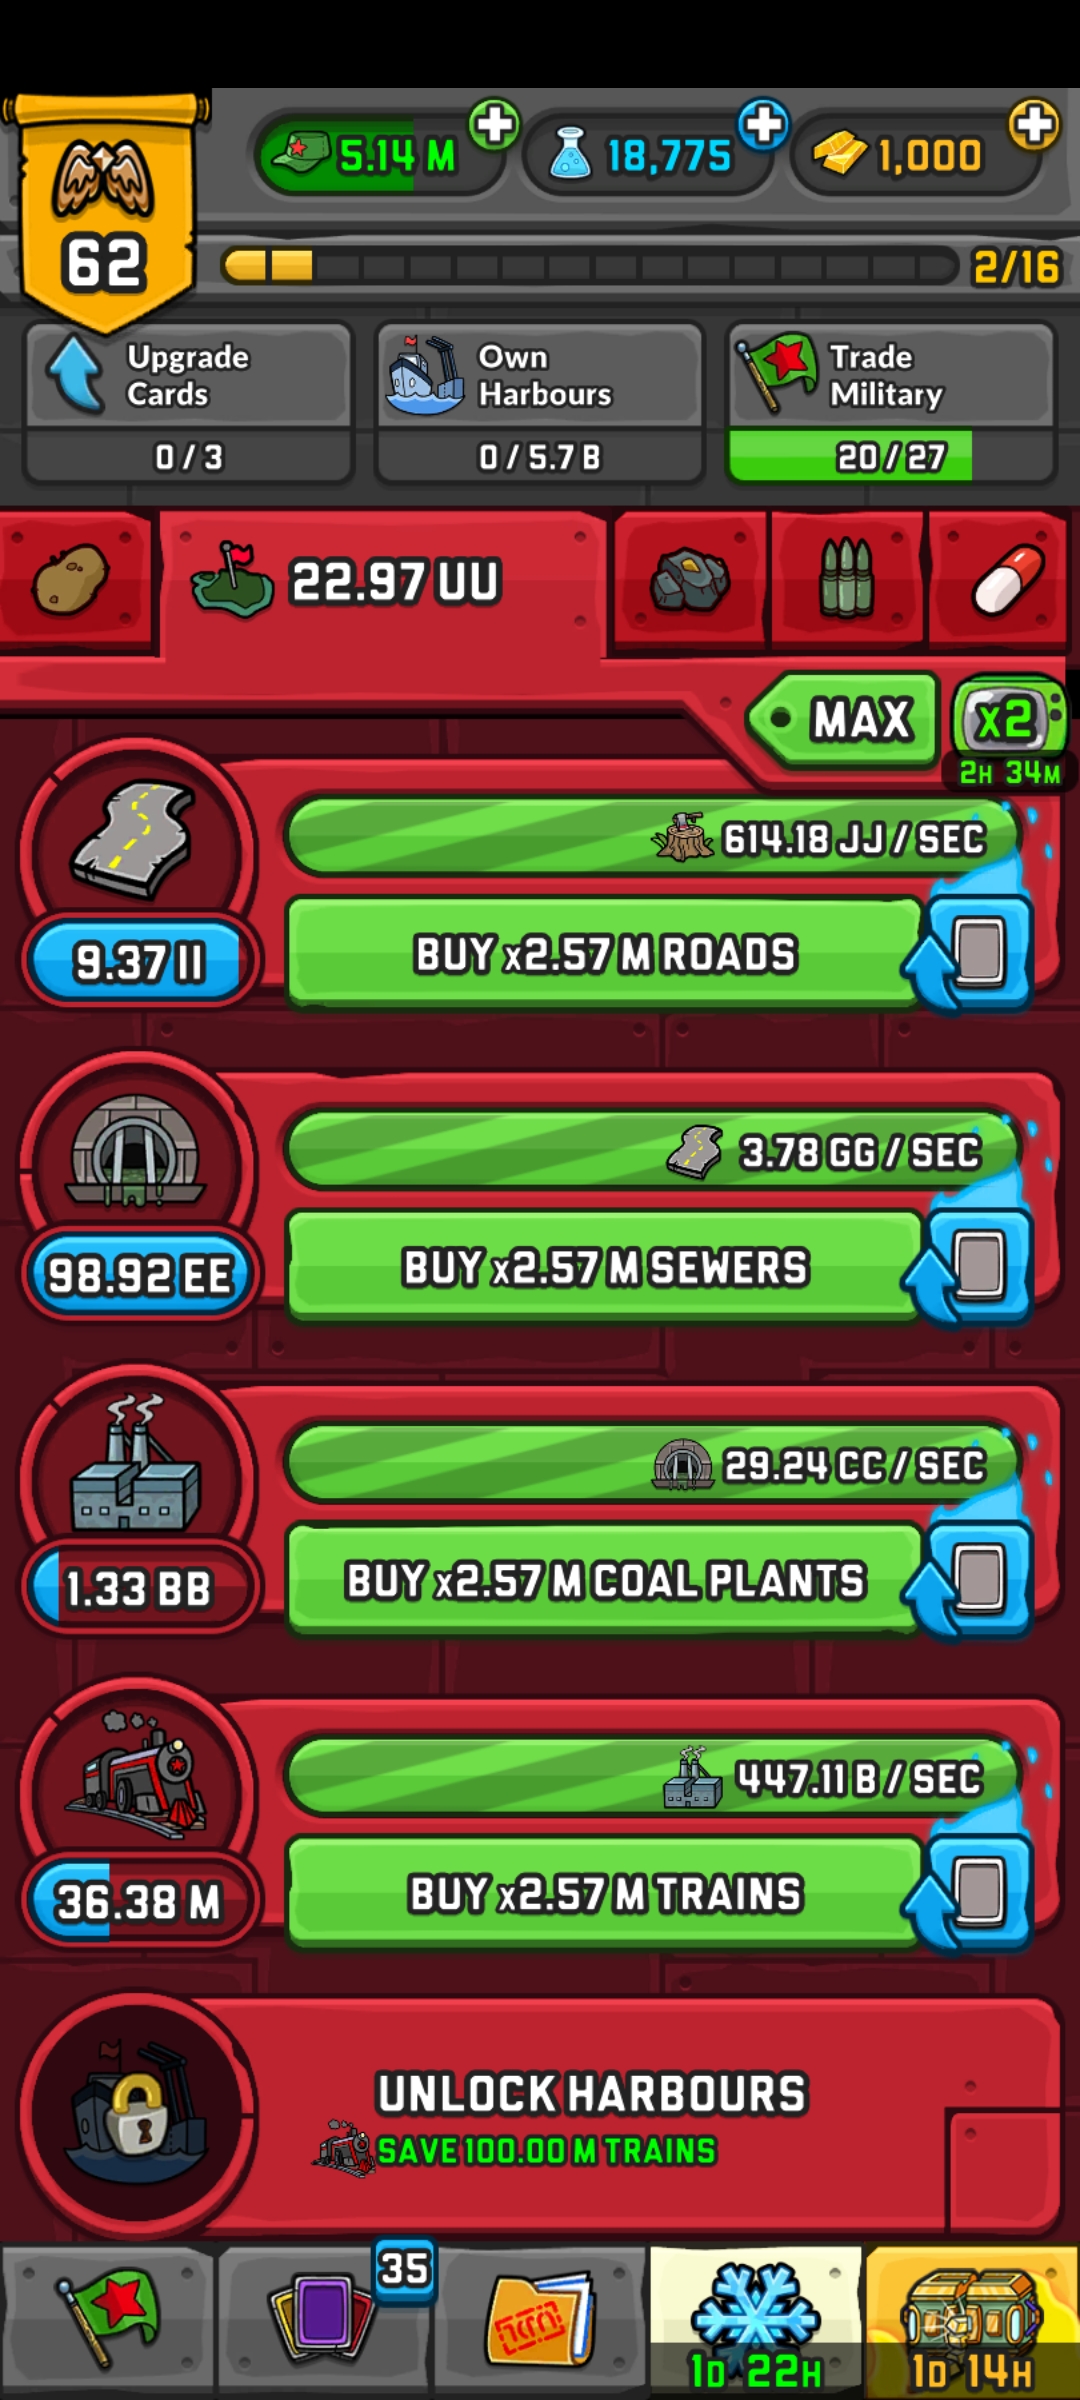 5.14 M
18,775
1,000
62
2/16
Upgrade
Cards
0 / 3
Own
Harbours
0 / 5.7 B
Trade
Military
20 / 27
22.97 UU
MAX
x2
2H 34M
614.18 JJ / SEC
9.37 II
BUY x2.57 M ROADS
3.78 GG / SEC
98.92 EE
BUY x2.57 M SEWERS
29.24 CC / SEC
1.33 BB
BUY x2.57 M COAL PLANTS
447.11 B / SEC
36.38 M
BUY x2.57 M TRAINS
UNLOCK HARBOURS
SAVE 100.00 M TRAINS
35
1D 22H
1D 14H